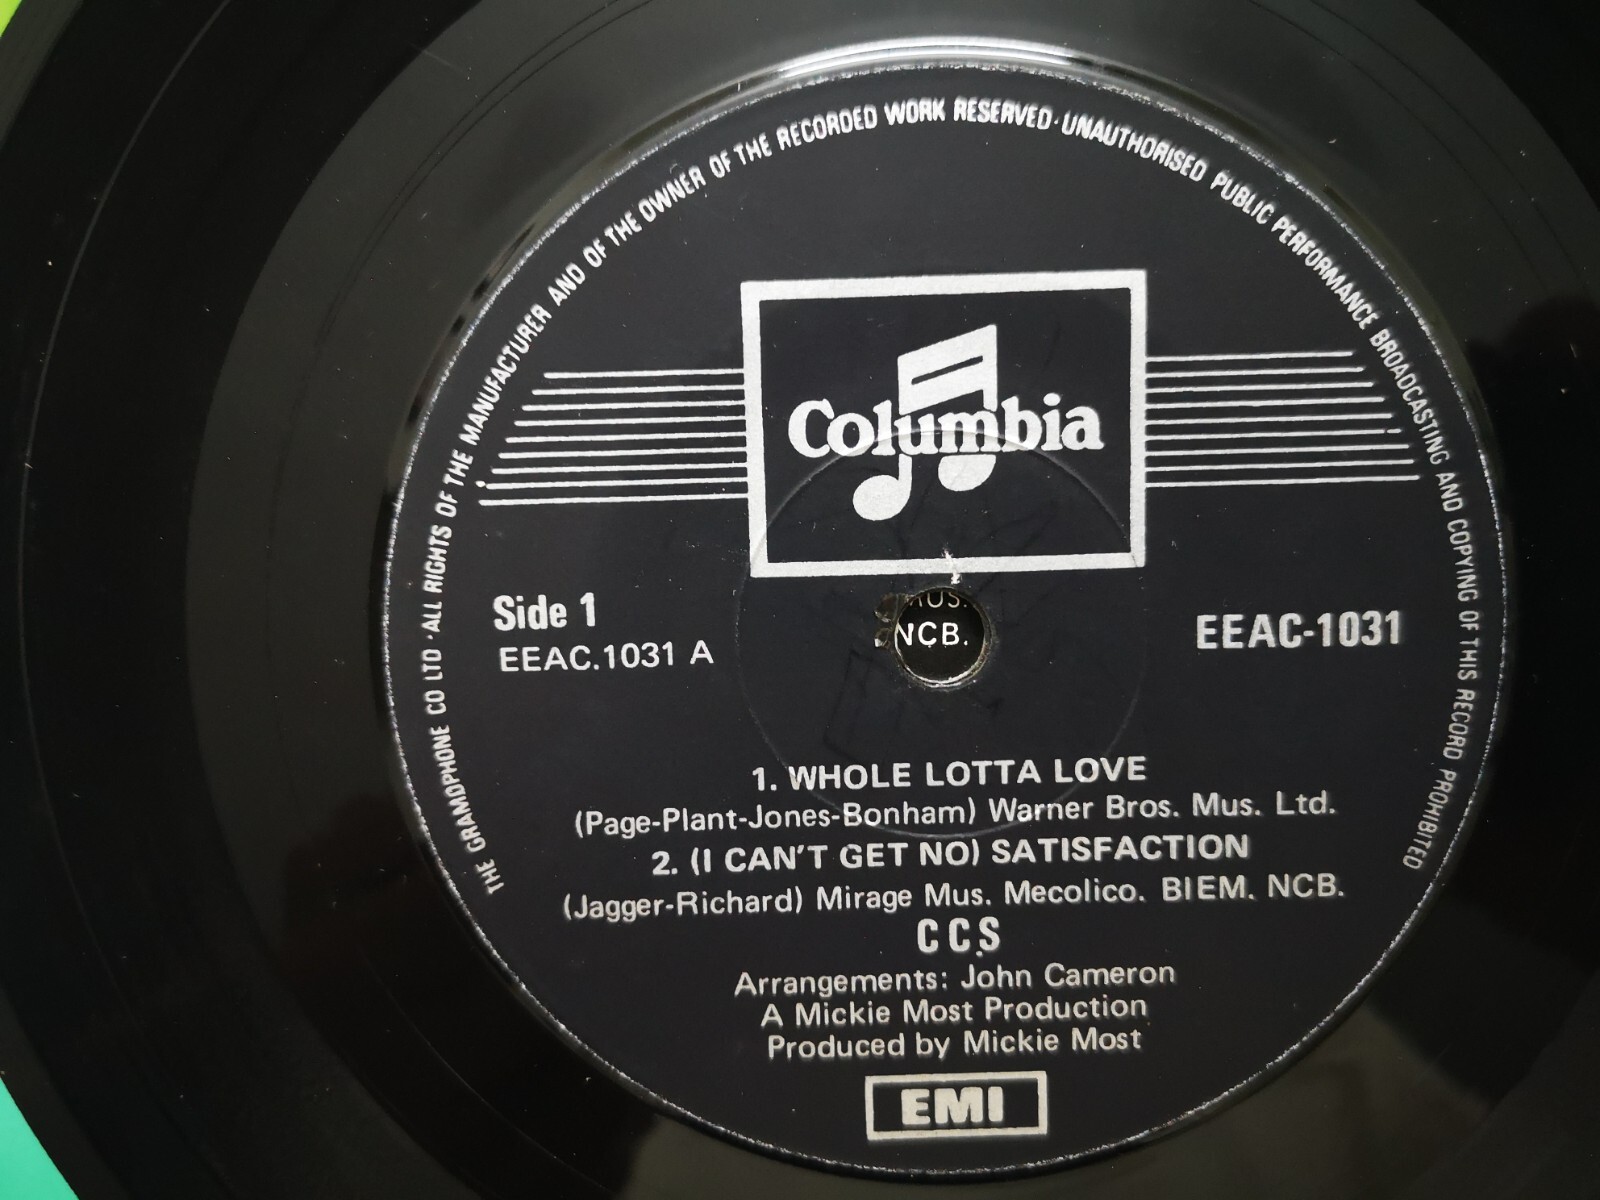 THE GRAMOPHONE CO LTD · ALL RIGHTS OF THE MANUFACTURER AND OF THE OWNER OF THE RECORDED WORK RESERVED · UNAUTHORISED PUBLIC PERFORMANCE BROADCASTING AND COPYING OF THIS RECORD PROHIBITED
Columbia
Side 1
EEAC.1031 A
EEAC-1031
MUS.
NCB.
1. WHOLE LOTTA LOVE
(Page-Plant-Jones-Bonham) Warner Bros. Mus. Ltd.
2. (I CAN'T GET NO) SATISFACTION
(Jagger-Richard) Mirage Mus. Mecolico. BIEM. NCB.
CCS
Arrangements: John Cameron
A Mickie Most Production
Produced by Mickie Most
EMI